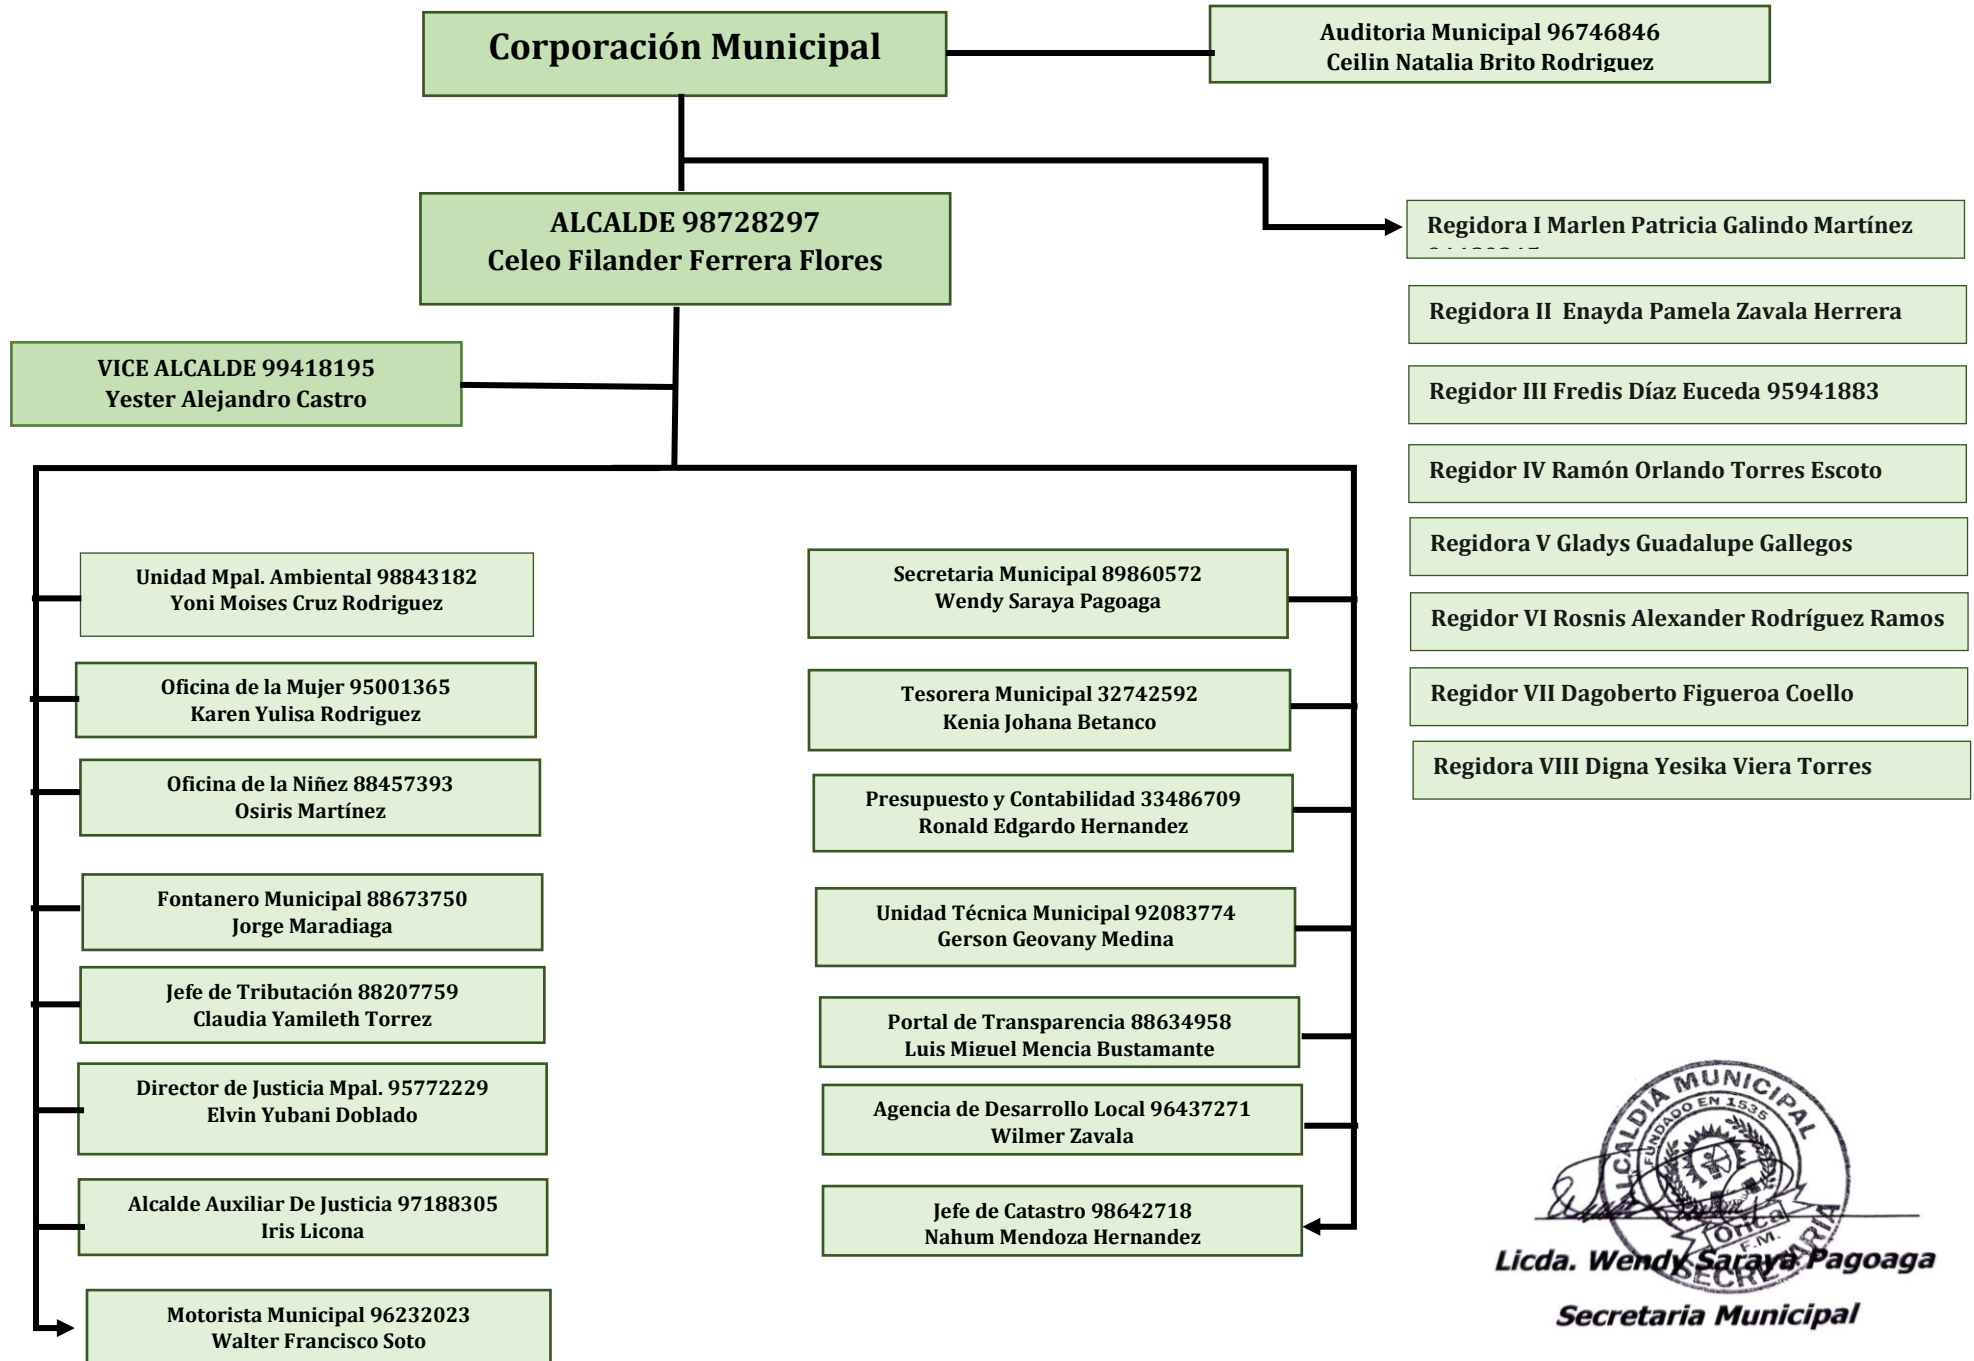 Corporación Municipal
Auditoria Municipal 96746846
Ceilin Natalia Brito Rodriguez
ALCALDE 98728297
Celeo Filander Ferrera Flores
VICE ALCALDE 99418195
Yester Alejandro Castro
Regidora I Marlen Patricia Galindo Martínez
Regidora II  Enayda Pamela Zavala Herrera
Regidor III Fredis Díaz Euceda 95941883
Regidor IV Ramón Orlando Torres Escoto
Regidora V Gladys Guadalupe Gallegos
Regidor VI Rosnis Alexander Rodríguez Ramos
Regidor VII Dagoberto Figueroa Coello
Regidora VIII Digna Yesika Viera Torres
Unidad Mpal. Ambiental 98843182
Yoni Moises Cruz Rodriguez
Oficina de la Mujer 95001365
Karen Yulisa Rodriguez
Oficina de la Niñez 88457393
Osiris Martínez
Fontanero Municipal 88673750
Jorge Maradiaga
Jefe de Tributación 88207759
Claudia Yamileth Torrez
Director de Justicia Mpal. 95772229
Elvin Yubani Doblado
Alcalde Auxiliar De Justicia 97188305
Iris Licona
Motorista Municipal 96232023
Walter Francisco Soto
Secretaria Municipal 89860572
Wendy Saraya Pagoaga
Tesorera Municipal 32742592
Kenia Johana Betanco
Presupuesto y Contabilidad 33486709
Ronald Edgardo Hernandez
Unidad Técnica Municipal 92083774
Gerson Geovany Medina
Portal de Transparencia 88634958
Luis Miguel Mencia Bustamante
Agencia de Desarrollo Local 96437271
Wilmer Zavala
Jefe de Catastro 98642718
Nahum Mendoza Hernandez
ALCALDIA MUNICIPAL
FUNDADO EN 1535
Orica
F.M.
SECRETARIA
Licda. Wendy Saraya Pagoaga
Secretaria Municipal